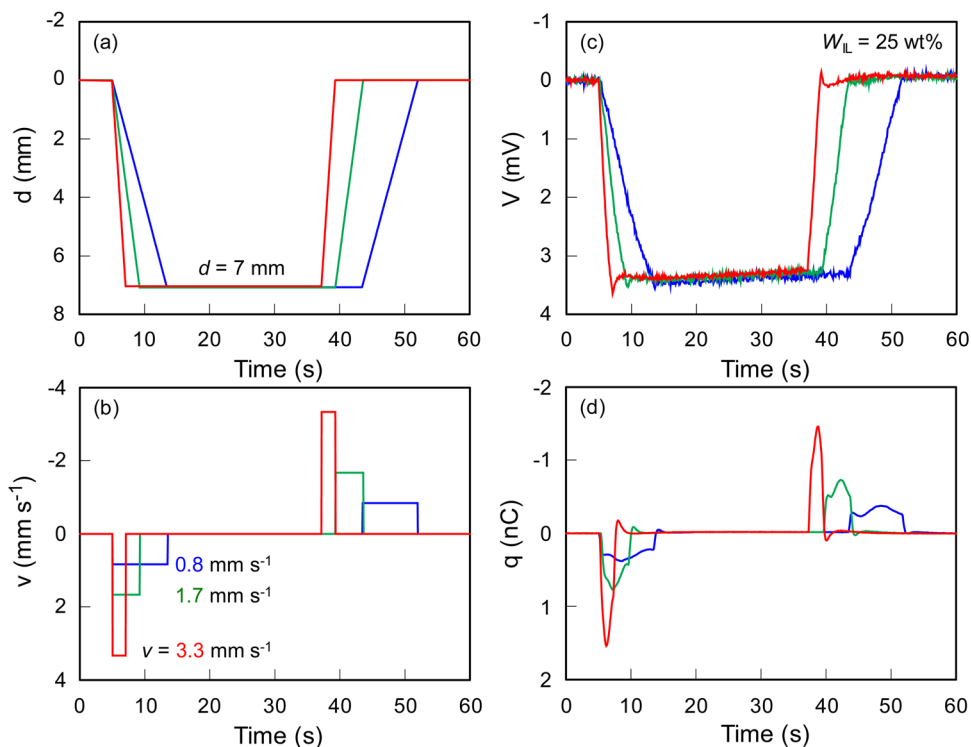 -2
0
2
4
6
8
d (mm)
(a)
d = 7 mm
0 10 20 30 40 50 60
Time (s)
-1
0
1
2
3
4
V (mV)
(c)
W_IL = 25 wt%
0 10 20 30 40 50 60
Time (s)
-4
-2
0
2
4
v (mm s⁻¹)
(b)
0.8 mm s⁻¹
1.7 mm s⁻¹
v = 3.3 mm s⁻¹
0 10 20 30 40 50 60
Time (s)
-2
-1
0
1
2
q (nC)
(d)
0 10 20 30 40 50 60
Time (s)